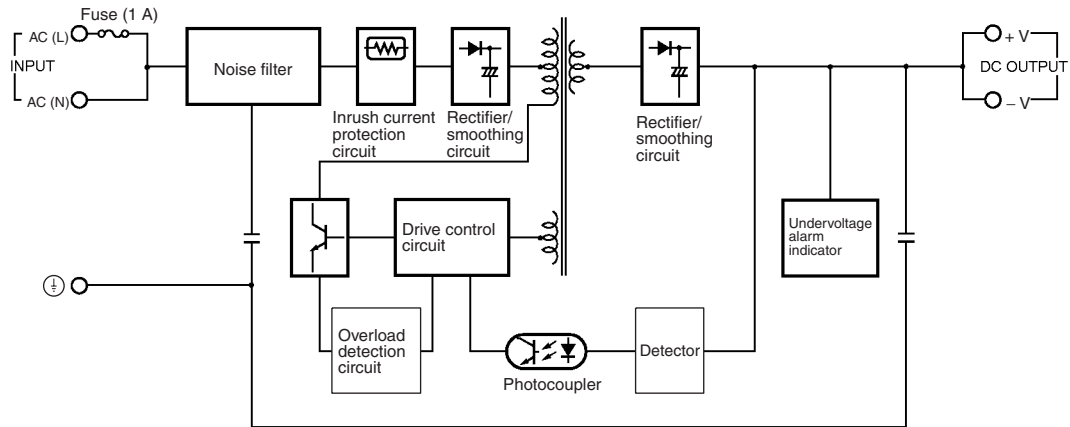 Fuse (1 A)
AC (L)
INPUT
AC (N)
Noise filter
Inrush current
protection
circuit
Rectifier/
smoothing
circuit
Rectifier/
smoothing
circuit
+ V
DC OUTPUT
– V
Drive control
circuit
Undervoltage
alarm
indicator
Overload
detection
circuit
Photocoupler
Detector